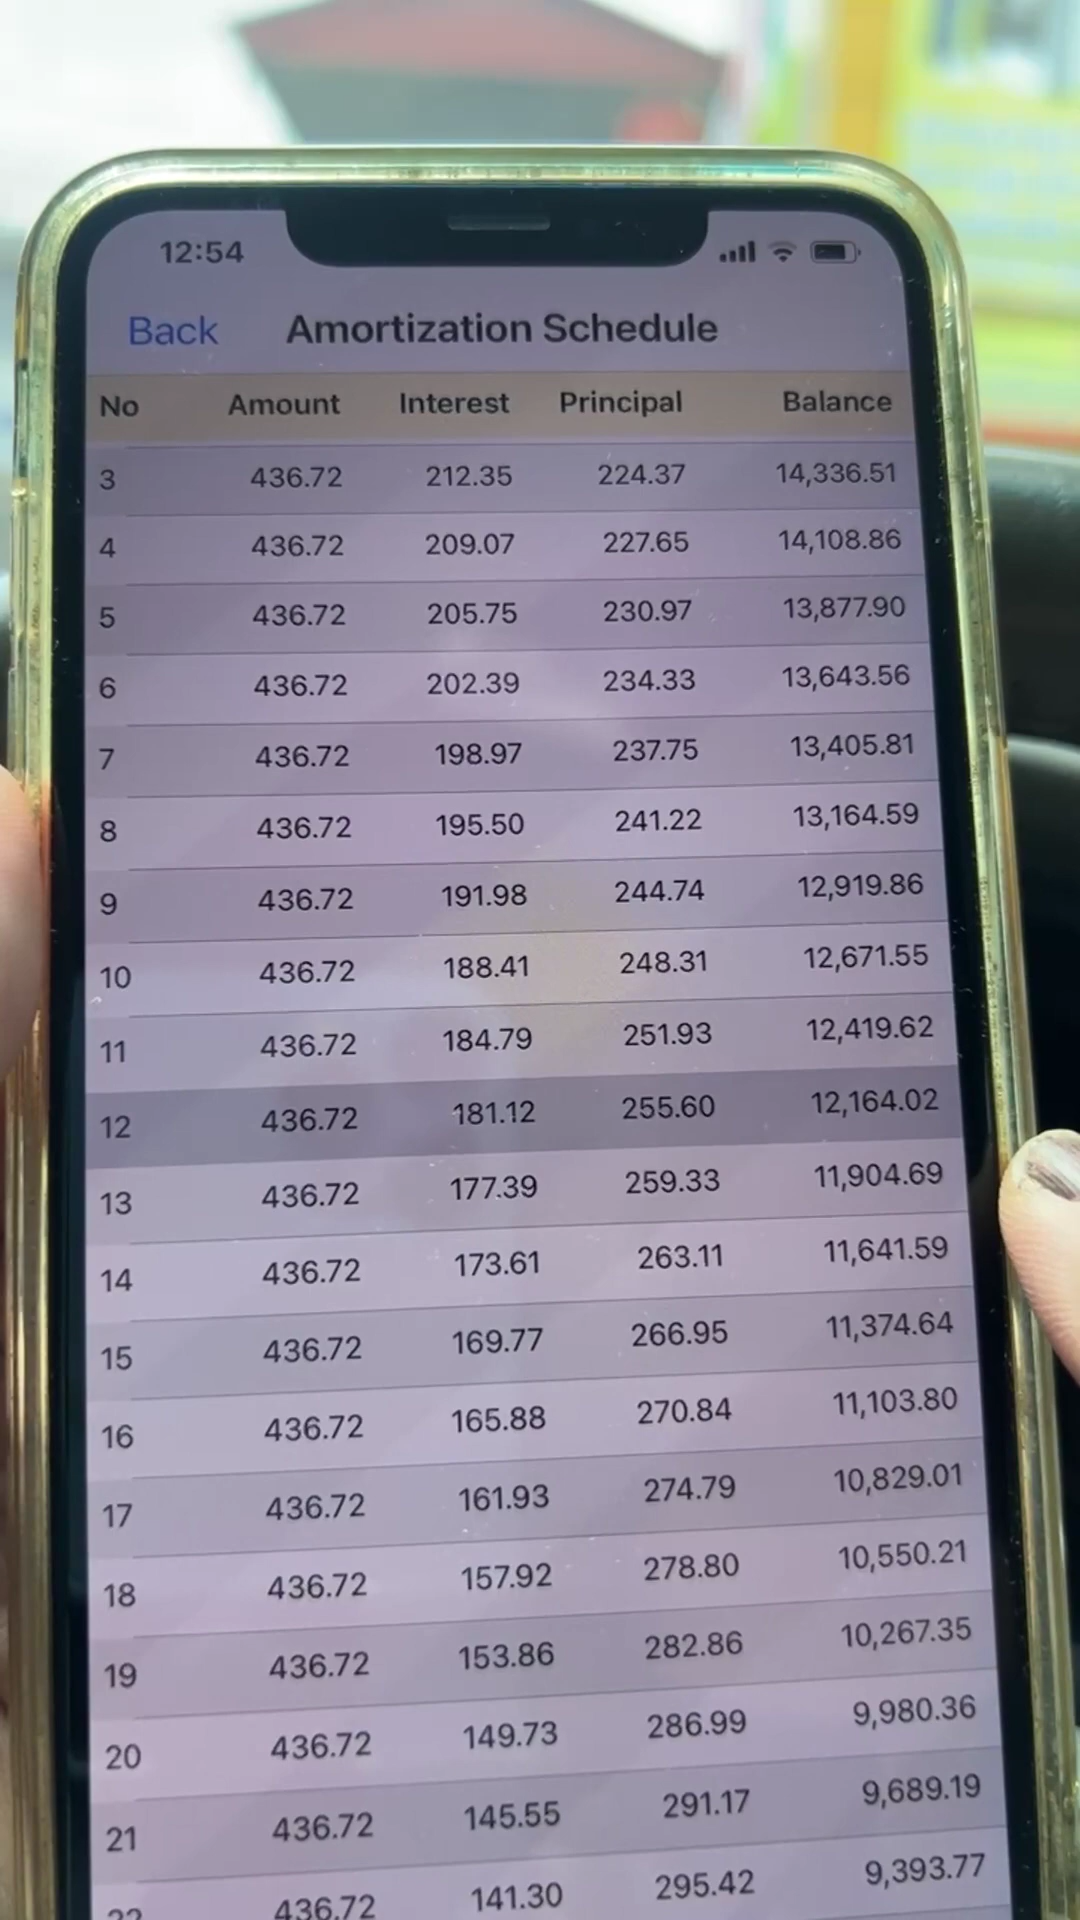 12:54
Back Amortization Schedule
No Amount Interest Principal Balance
3 436.72 212.35 224.37 14,336.51
4 436.72 209.07 227.65 14,108.86
5 436.72 205.75 230.97 13,877.90
6 436.72 202.39 234.33 13,643.56
7 436.72 198.97 237.75 13,405.81
8 436.72 195.50 241.22 13,164.59
9 436.72 191.98 244.74 12,919.86
10 436.72 188.41 248.31 12,671.55
11 436.72 184.79 251.93 12,419.62
12 436.72 181.12 255.60 12,164.02
13 436.72 177.39 259.33 11,904.69
14 436.72 173.61 263.11 11,641.59
15 436.72 169.77 266.95 11,374.64
16 436.72 165.88 270.84 11,103.80
17 436.72 161.93 274.79 10,829.01
18 436.72 157.92 278.80 10,550.21
19 436.72 153.86 282.86 10,267.35
20 436.72 149.73 286.99 9,980.36
21 436.72 145.55 291.17 9,689.19
22 436.72 141.30 295.42 9,393.77